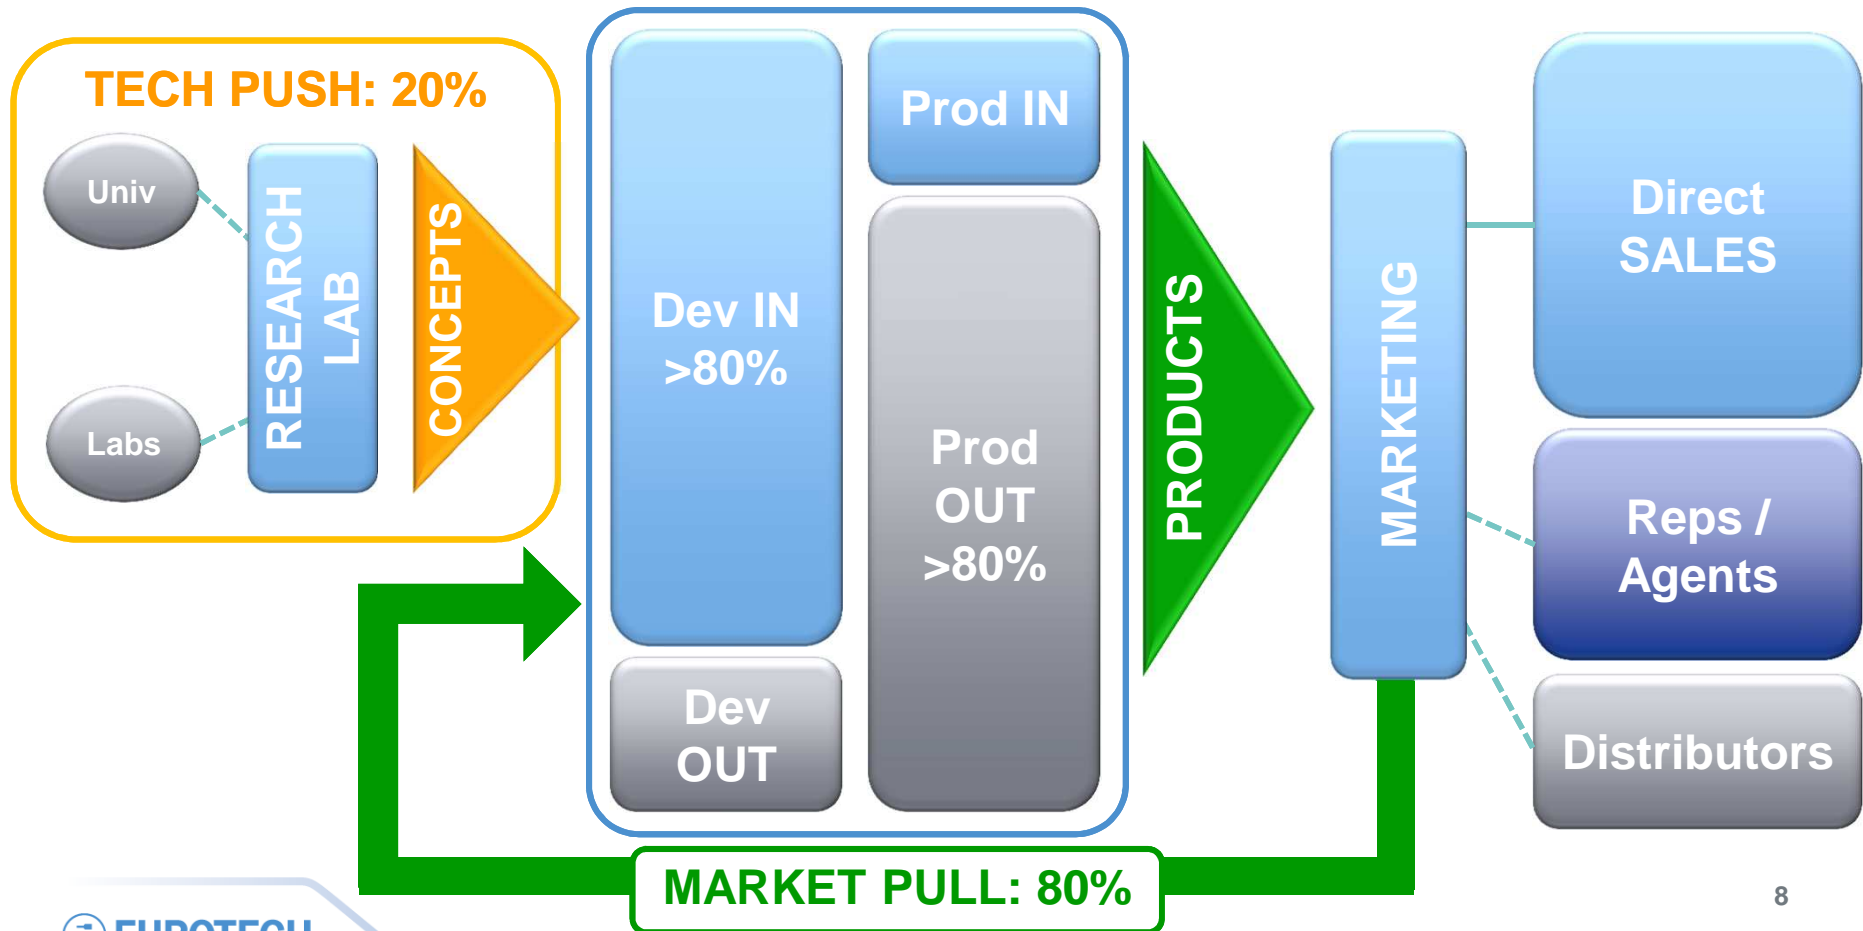 TECH PUSH: 20%
Univ
Labs
RESEARCH
LAB
CONCEPTS
Dev IN
>80%
Dev
OUT
Prod IN
Prod
OUT
>80%
PRODUCTS
MARKETING
Direct
SALES
Reps /
Agents
Distributors
MARKET PULL: 80%
EUROTECH
8